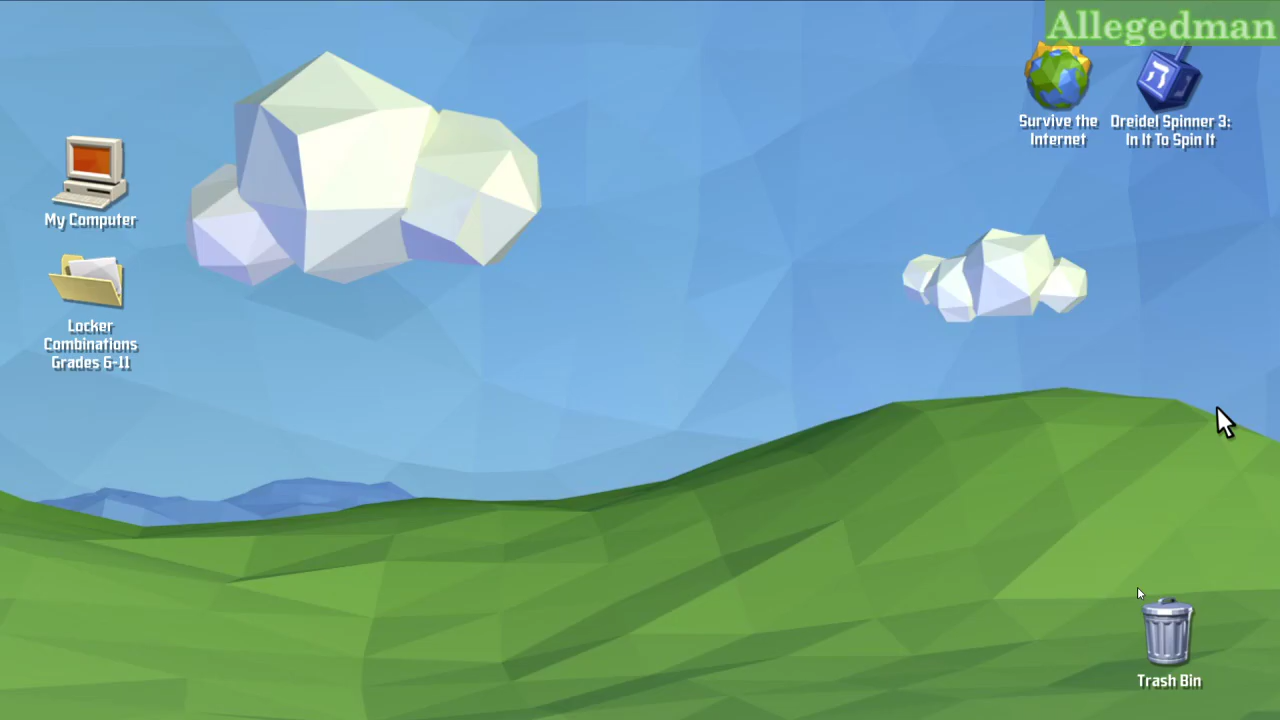 Allegedman
Survive the
Internet
Dreidel Spinner 3:
In It To Spin It
ה
My Computer
Locker
Combinations
Grades 6-11
Trash Bin